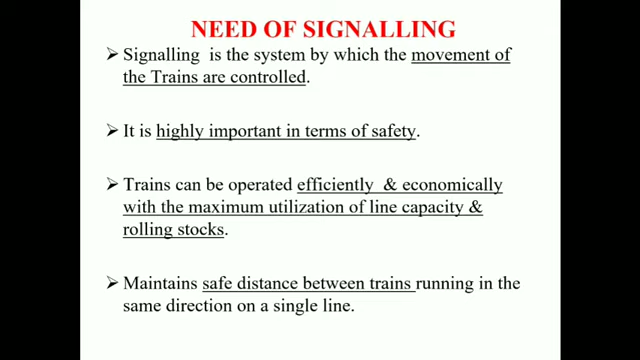 NEED OF SIGNALLING
➢ Signalling is the system by which the movement of
the Trains are controlled.
➢ It is highly important in terms of safety.
➢ Trains can be operated efficiently & economically
with the maximum utilization of line capacity &
rolling stocks.
➢ Maintains safe distance between trains running in the
same direction on a single line.